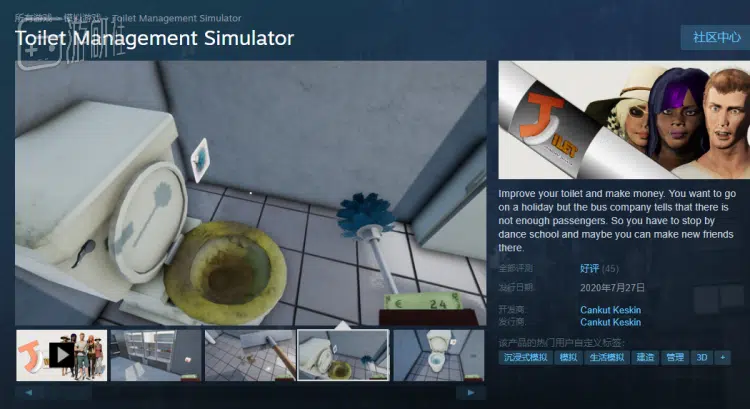 所有游戏 > 模拟游戏 > Toilet Management Simulator
Toilet Management Simulator
社区中心
游研社
€ 24
J
OILET
Improve your toilet and make money. You want to go
on a holiday but the bus company tells that there is
not enough passengers. So you have to stop by
dance school and maybe you can make new friends
there.
全部评测: 好评 (45)
发行日期: 2020年7月27日
开发商: Cankut Keskin
发行商: Cankut Keskin
该产品的热门用户自定义标签:
沉浸式模拟 模拟 生活模拟 建造 管理 3D +